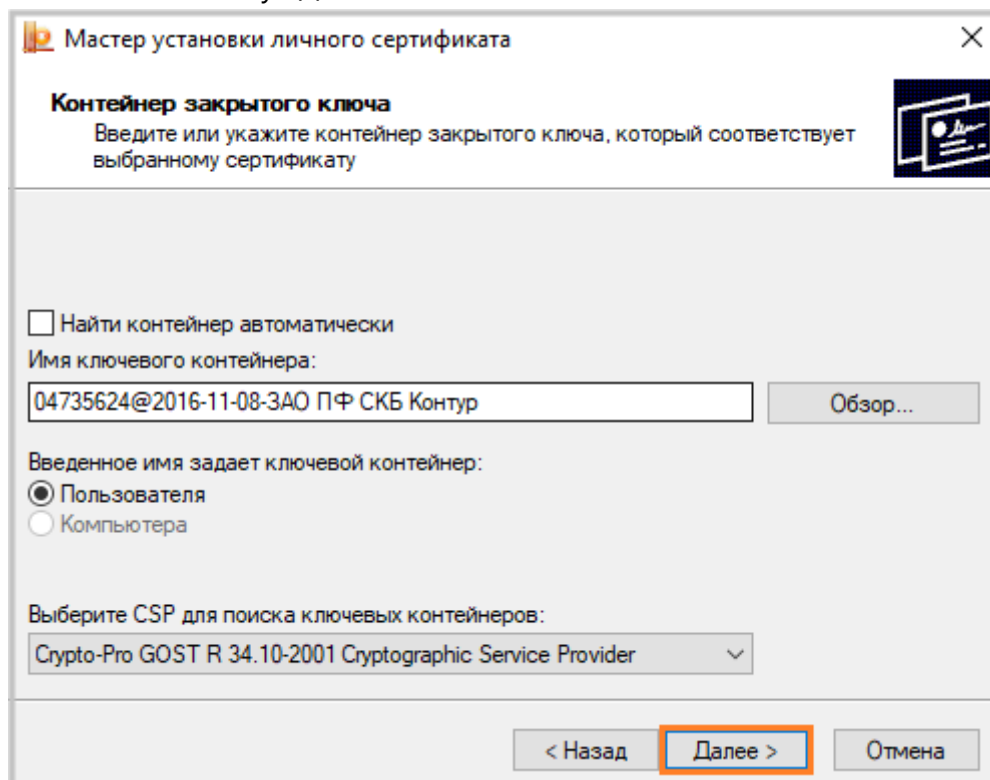 Мастер установки личного сертификата
Контейнер закрытого ключа
Введите или укажите контейнер закрытого ключа, который соответствует
выбранному сертификату
Найти контейнер автоматически
Имя ключевого контейнера:
04735624@2016-11-08-ЗАО ПФ СКБ Контур
Обзор...
Введенное имя задает ключевой контейнер:
Пользователя
Компьютера
Выберите CSP для поиска ключевых контейнеров:
Crypto-Pro GOST R 34.10-2001 Cryptographic Service Provider
< Назад Далее > Отмена